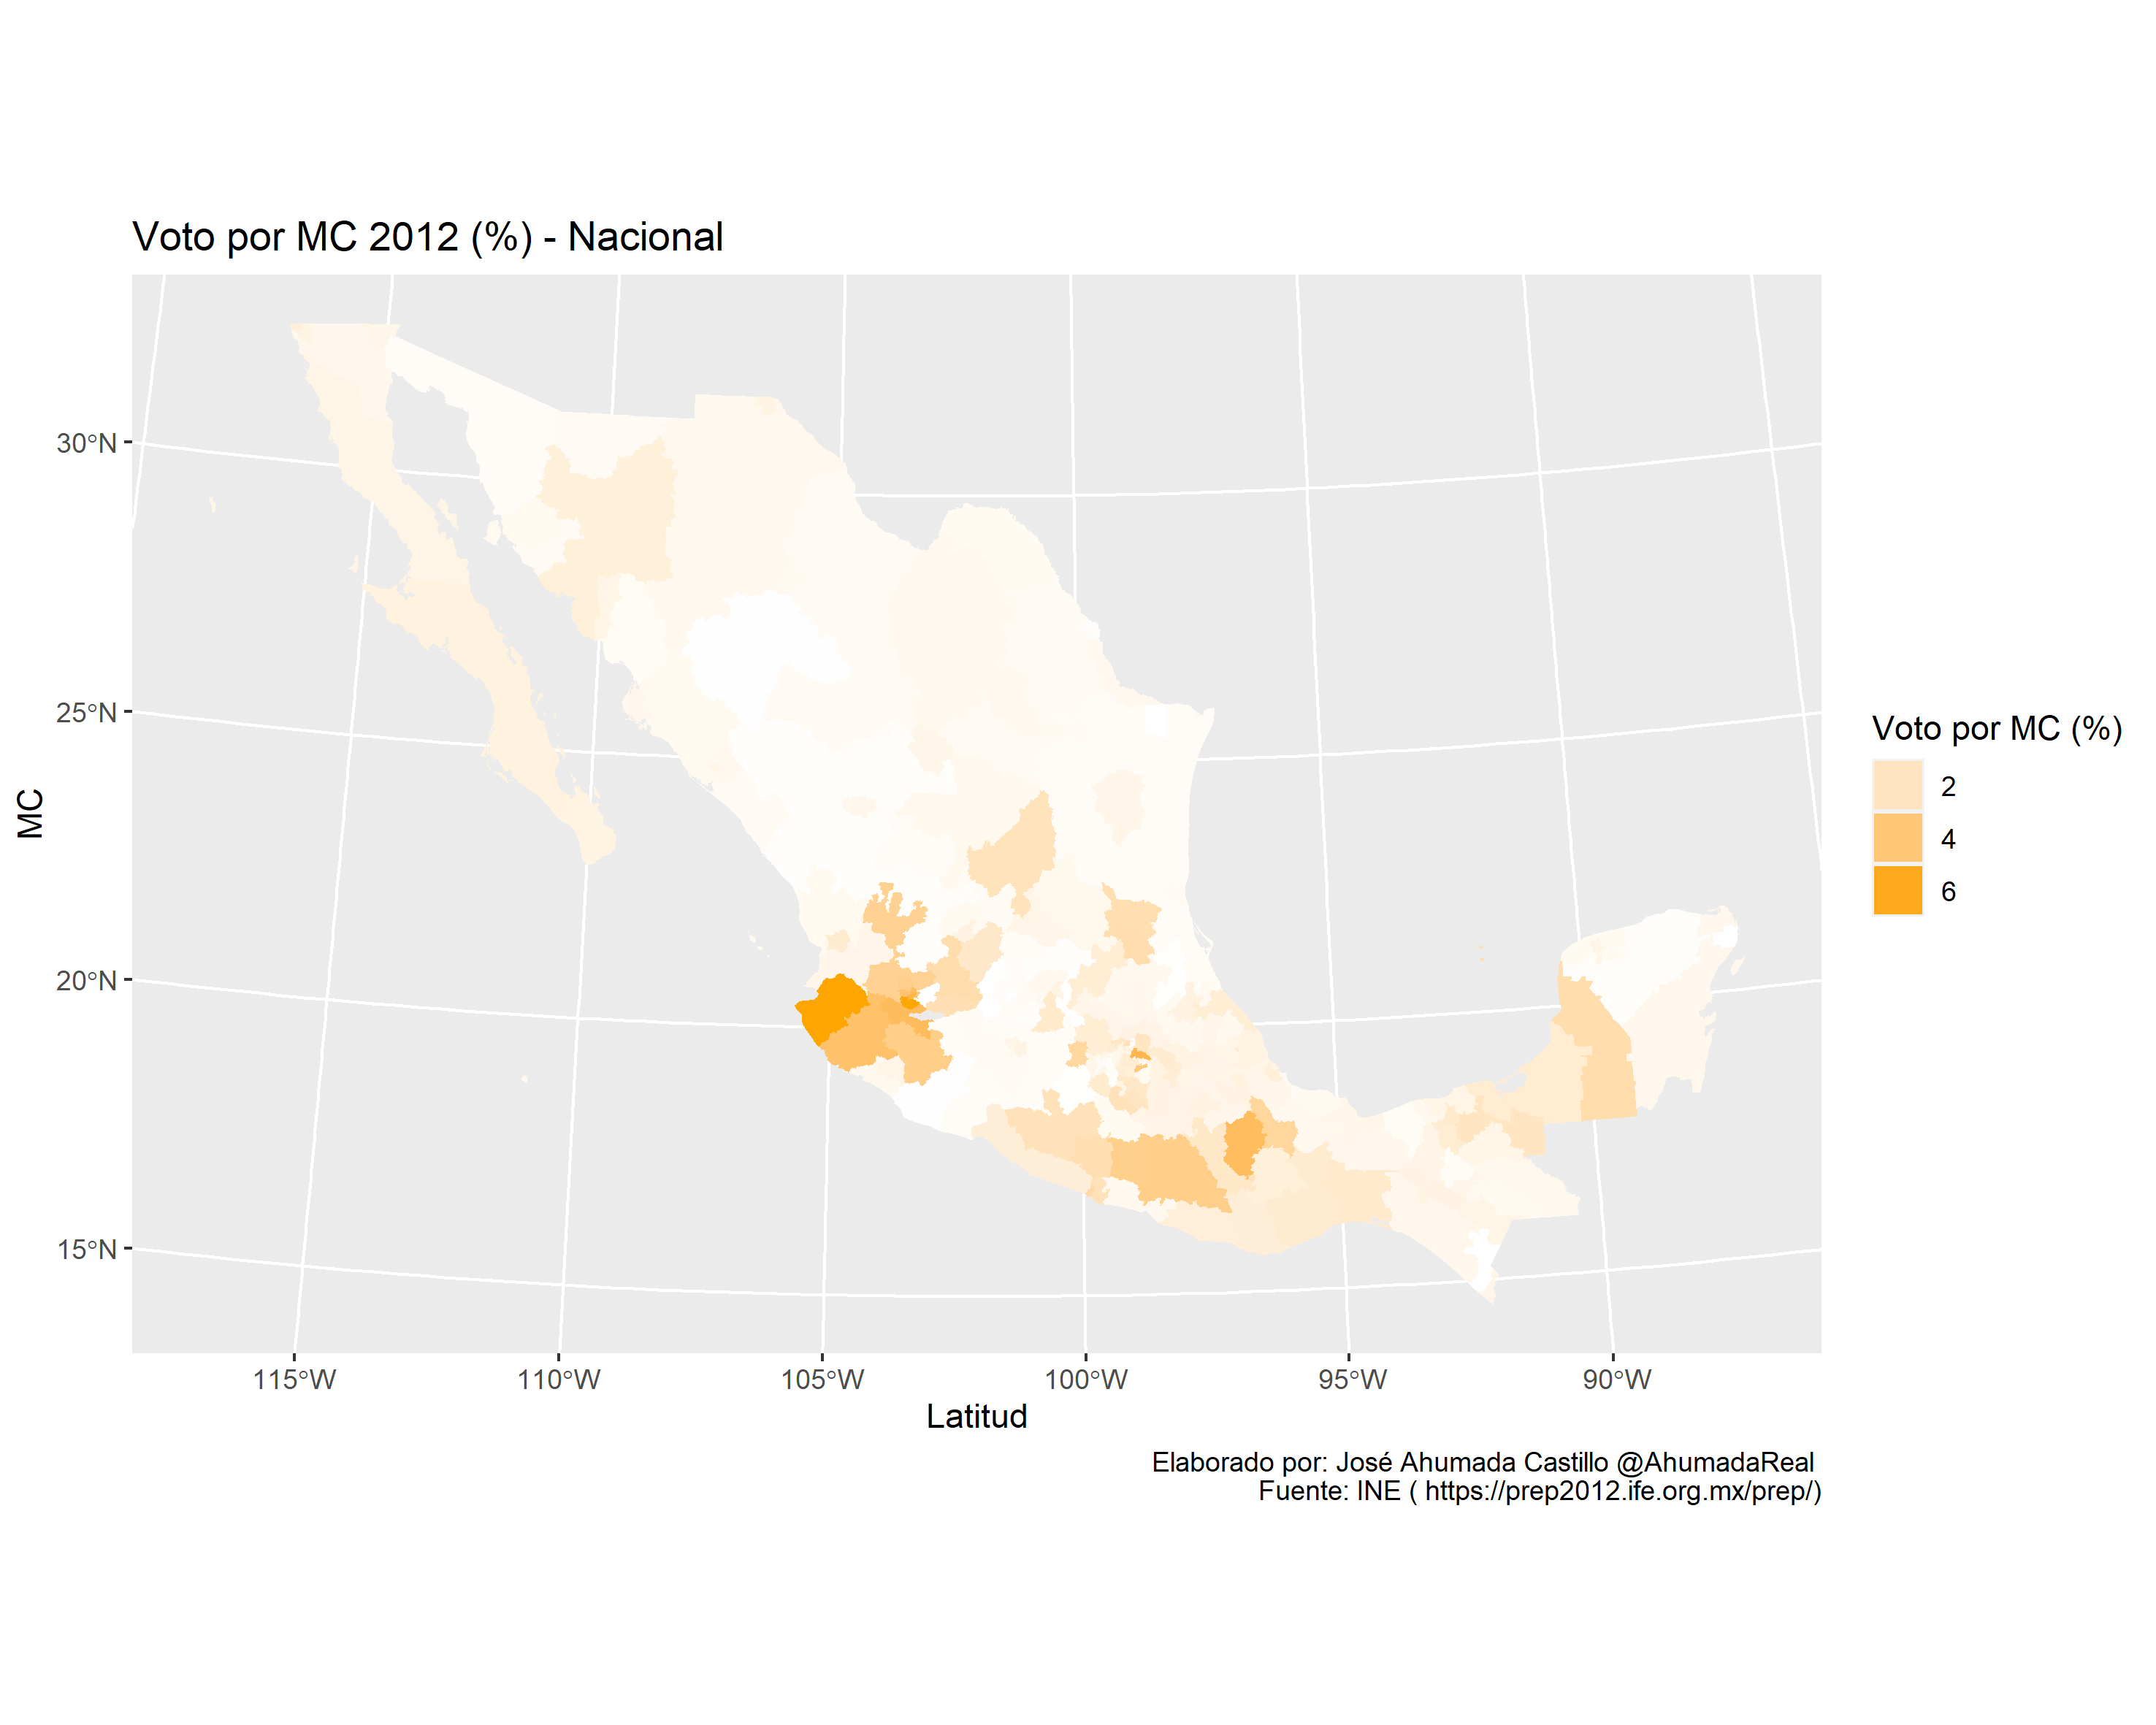 Voto por MC 2012 (%) - Nacional
30°N
25°N
20°N
15°N
MC
115°W
110°W
105°W
100°W
95°W
90°W
Latitud
Voto por MC (%)
2
4
6
Elaborado por: José Ahumada Castillo @AhumadaReal
Fuente: INE ( https://prep2012.ife.org.mx/prep/)